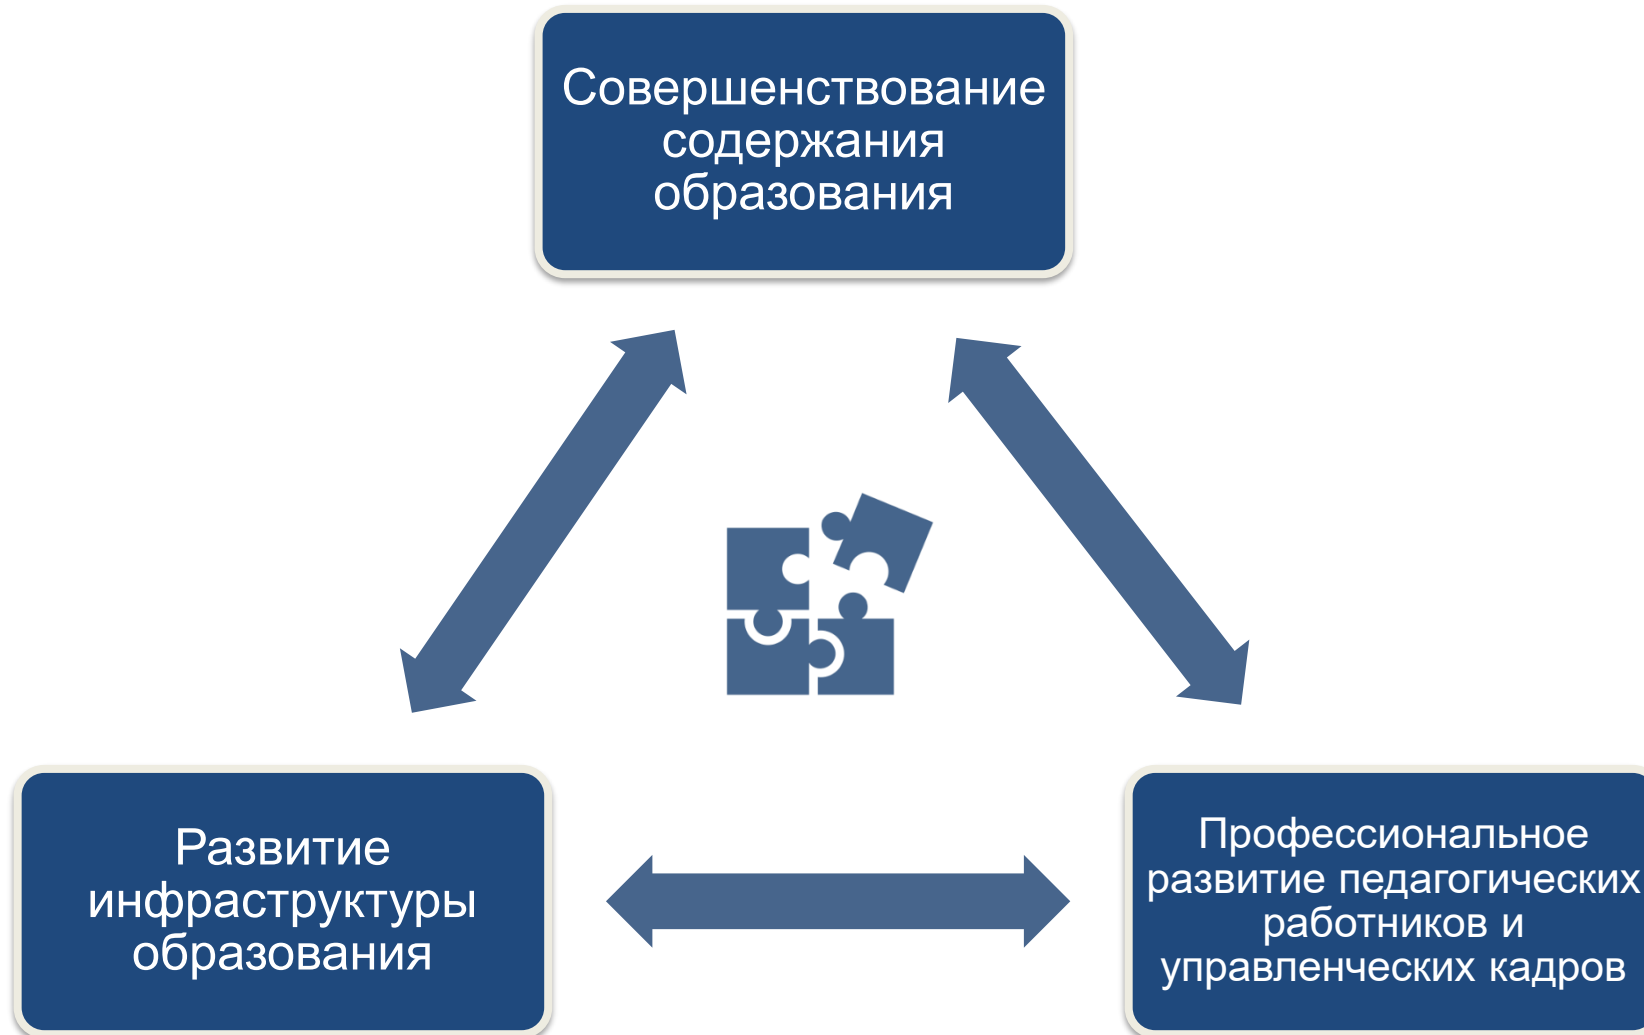 Совершенствование
содержания
образования
Развитие
инфраструктуры
образования
Профессиональное
развитие педагогических
работников и
управленческих кадров